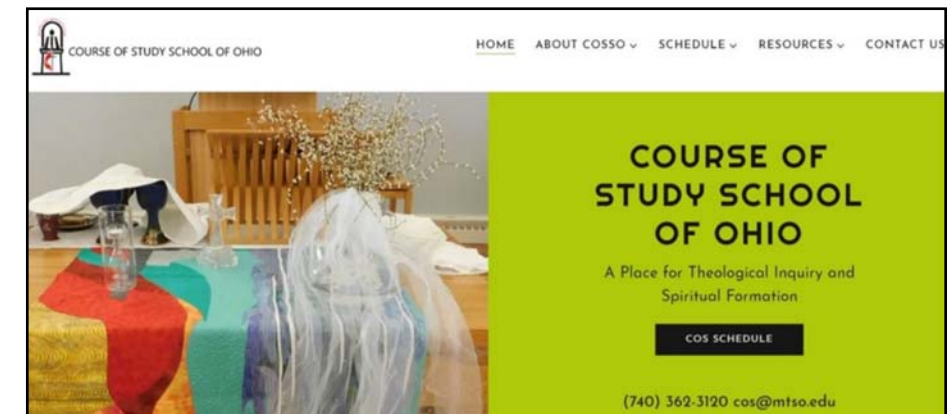 COURSE OF STUDY SCHOOL OF OHIO
HOME ABOUT COSSO SCHEDULE RESOURCES CONTACT US
COURSE OF
STUDY SCHOOL
OF OHIO
A Place for Theological Inquiry and
Spiritual Formation
COS SCHEDULE
(740) 362-3120 cos@mtso.edu